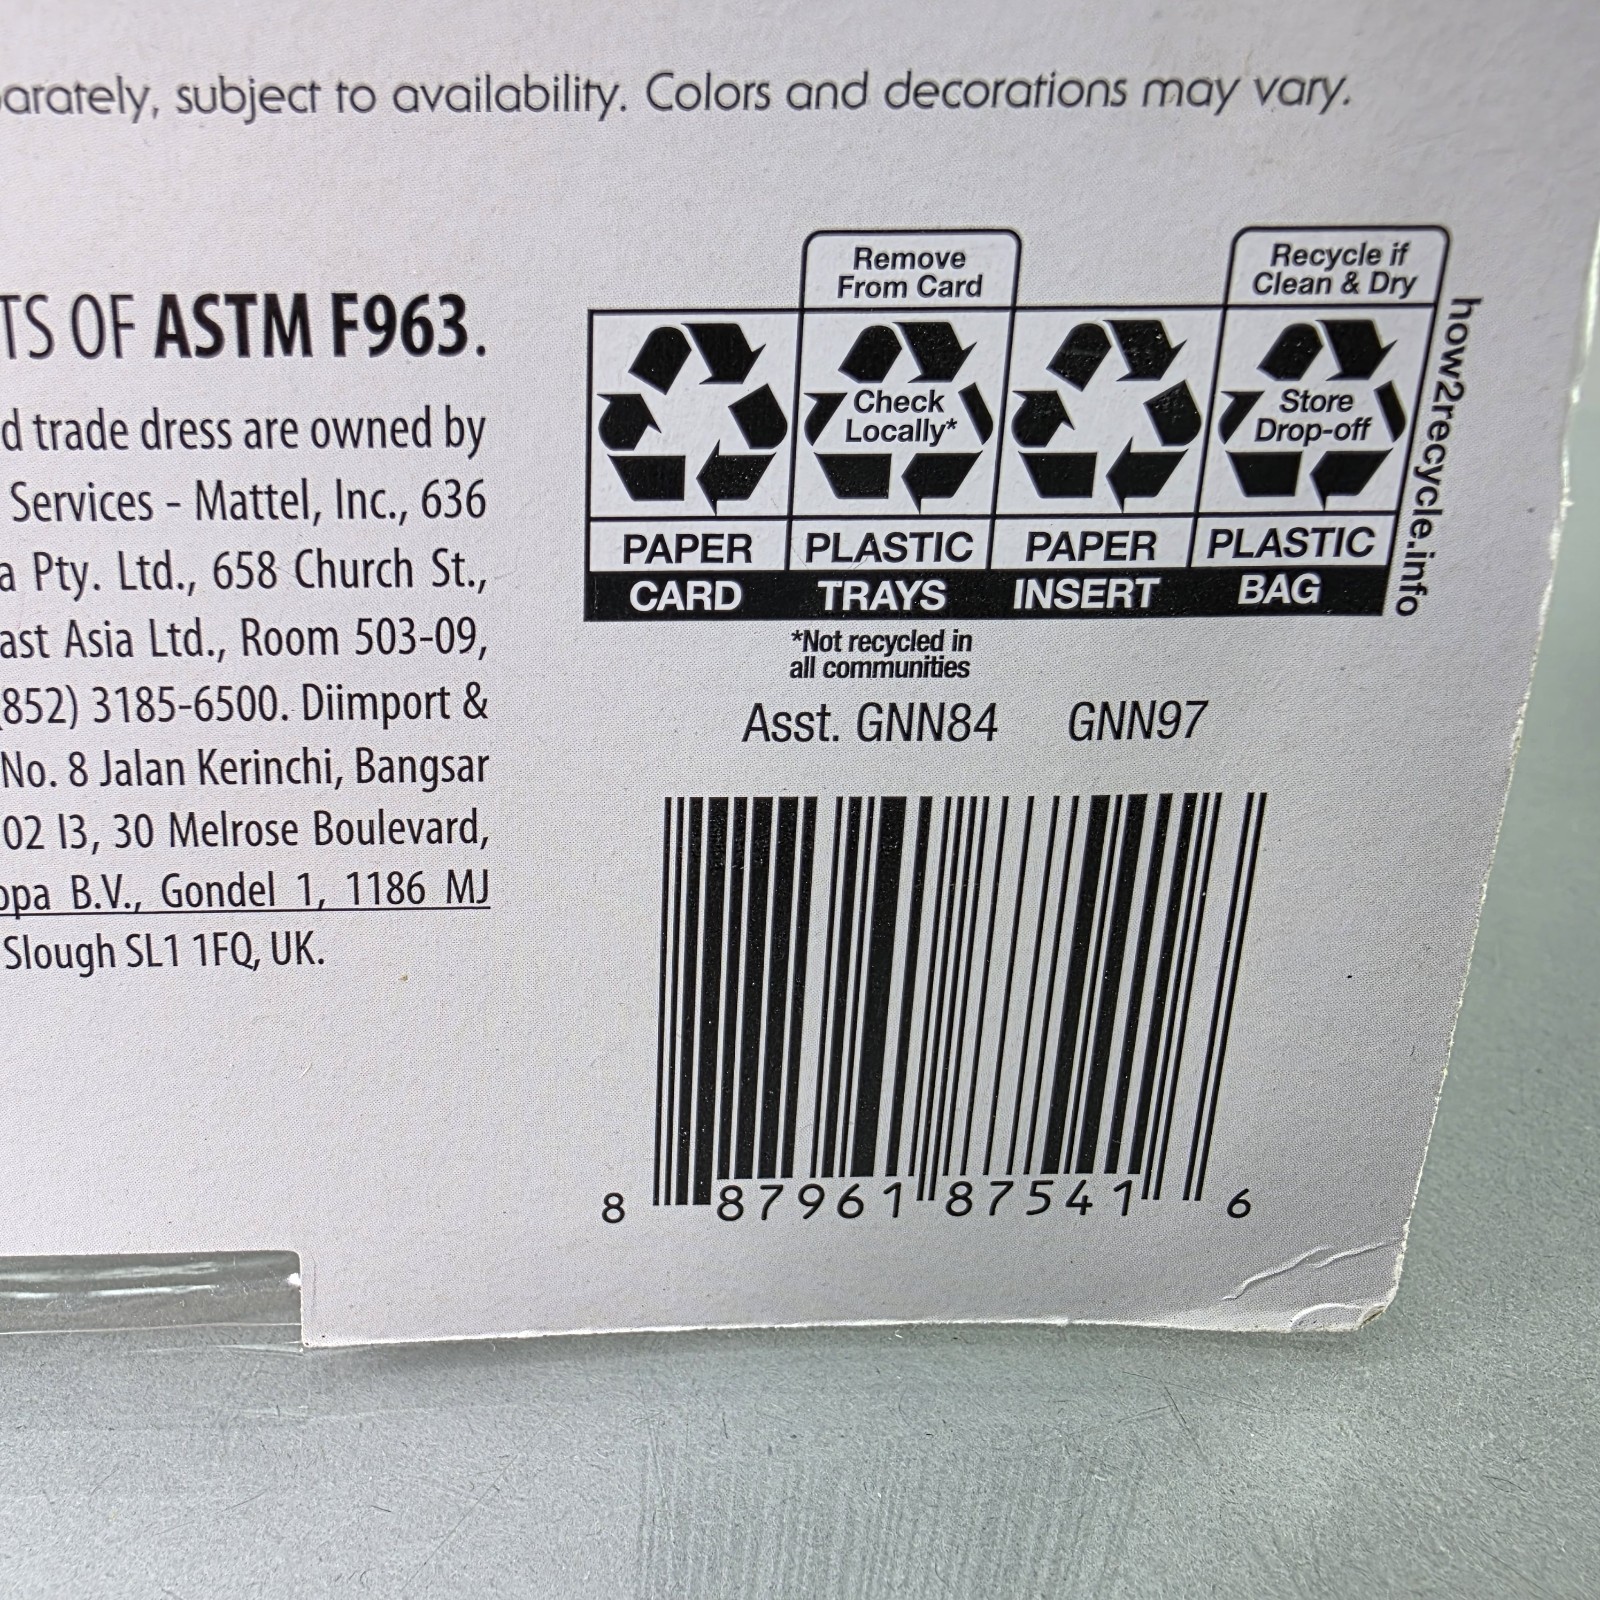 arately, subject to availability. Colors and decorations may vary.
TS OF ASTM F963.
d trade dress are owned by
Services - Mattel, Inc., 636
a Pty. Ltd., 658 Church St.,
ast Asia Ltd., Room 503-09,
(852) 3185-6500. Diimport &
No. 8 Jalan Kerinchi, Bangsar
02 I3, 30 Melrose Boulevard,
opa B.V., Gondel 1, 1186 MJ
Slough SL1 1FQ, UK.
Remove
From Card
Recycle if
Clean & Dry
Check
Locally*
Store
Drop-off
PAPER PLASTIC PAPER PLASTIC
CARD TRAYS INSERT BAG
how2recycle.info
*Not recycled in
all communities
Asst. GNN84 GNN97
8 87961 87541 6